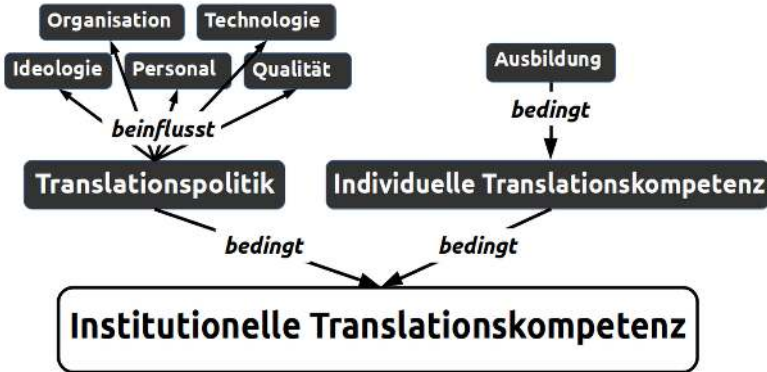 Organisation
Technologie
Ideologie
Personal
Qualität
Ausbildung
beinflusst
bedingt
Translationspolitik
Individuelle Translationskompetenz
bedingt
bedingt
Institutionelle Translationskompetenz